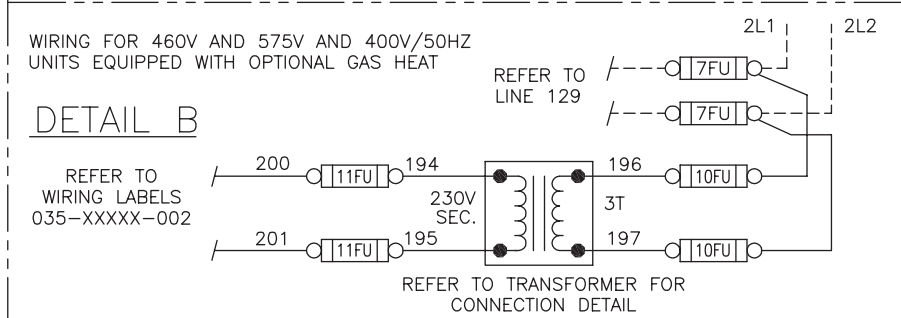 WIRING FOR 460V AND 575V AND 400V/50HZ
UNITS EQUIPPED WITH OPTIONAL GAS HEAT
2L1
2L2
REFER TO
LINE 129
7FU
7FU
DETAIL B
REFER TO
WIRING LABELS
035-XXXXX-002
200
11FU
194
196
10FU
230V
SEC.
3T
201
11FU
195
197
10FU
REFER TO TRANSFORMER FOR
CONNECTION DETAIL